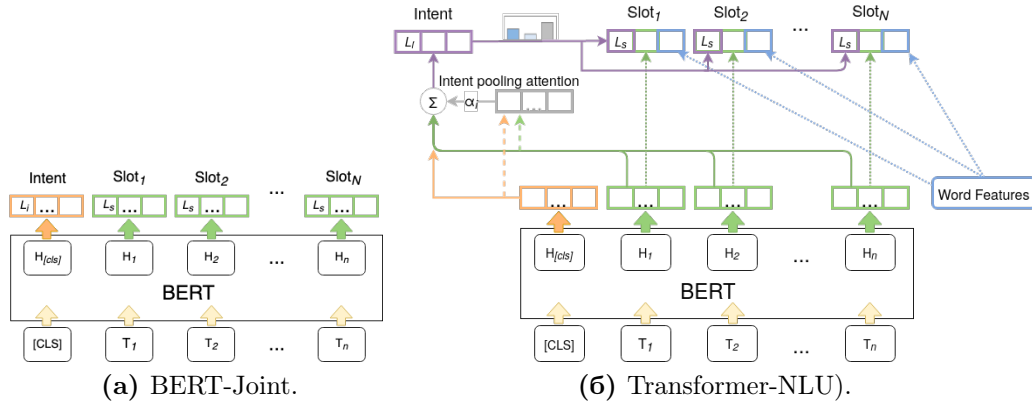 Intent Slot1 Slot2 ... SlotN
LI Ls Ls Ls
Intent pooling attention
Σ αi ...
Word Features
Intent Slot1 Slot2 ... SlotN
Li ... Ls ... Ls ... Ls ...
... ... ... ...
H[cls] H1 H2 ... Hn
BERT
[CLS] T1 T2 ... Tn
H[cls] H1 H2 ... Hn
BERT
[CLS] T1 T2 ... Tn
(а) BERT-Joint.
(б) Transformer-NLU).